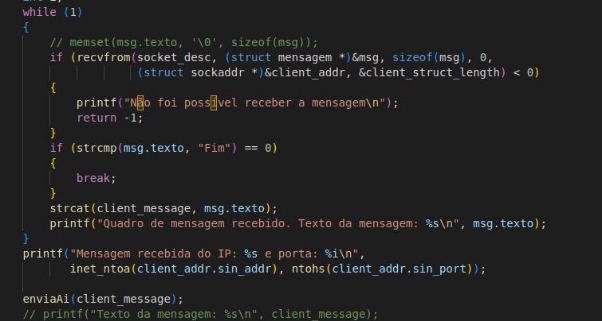 while (1)
{
// memset(msg.texto, '\0', sizeof(msg));
if (recvfrom(socket_desc, (struct mensagem *)&msg, sizeof(msg), 0,
(struct sockaddr *)&client_addr, &client_struct_length) < 0)
{
printf("Não foi possível receber a mensagem\n");
return -1;
}
if (strcmp(msg.texto, "Fim") == 0)
{
break;
}
strcat(client_message, msg.texto);
printf("Quadro de mensagem recebido. Texto da mensagem: %s\n", msg.texto);
}
printf("Mensagem recebida do IP: %s e porta: %i\n",
inet_ntoa(client_addr.sin_addr), ntohs(client_addr.sin_port));
enviaAi(client_message);
// printf("Texto da mensagem: %s\n", client_message);